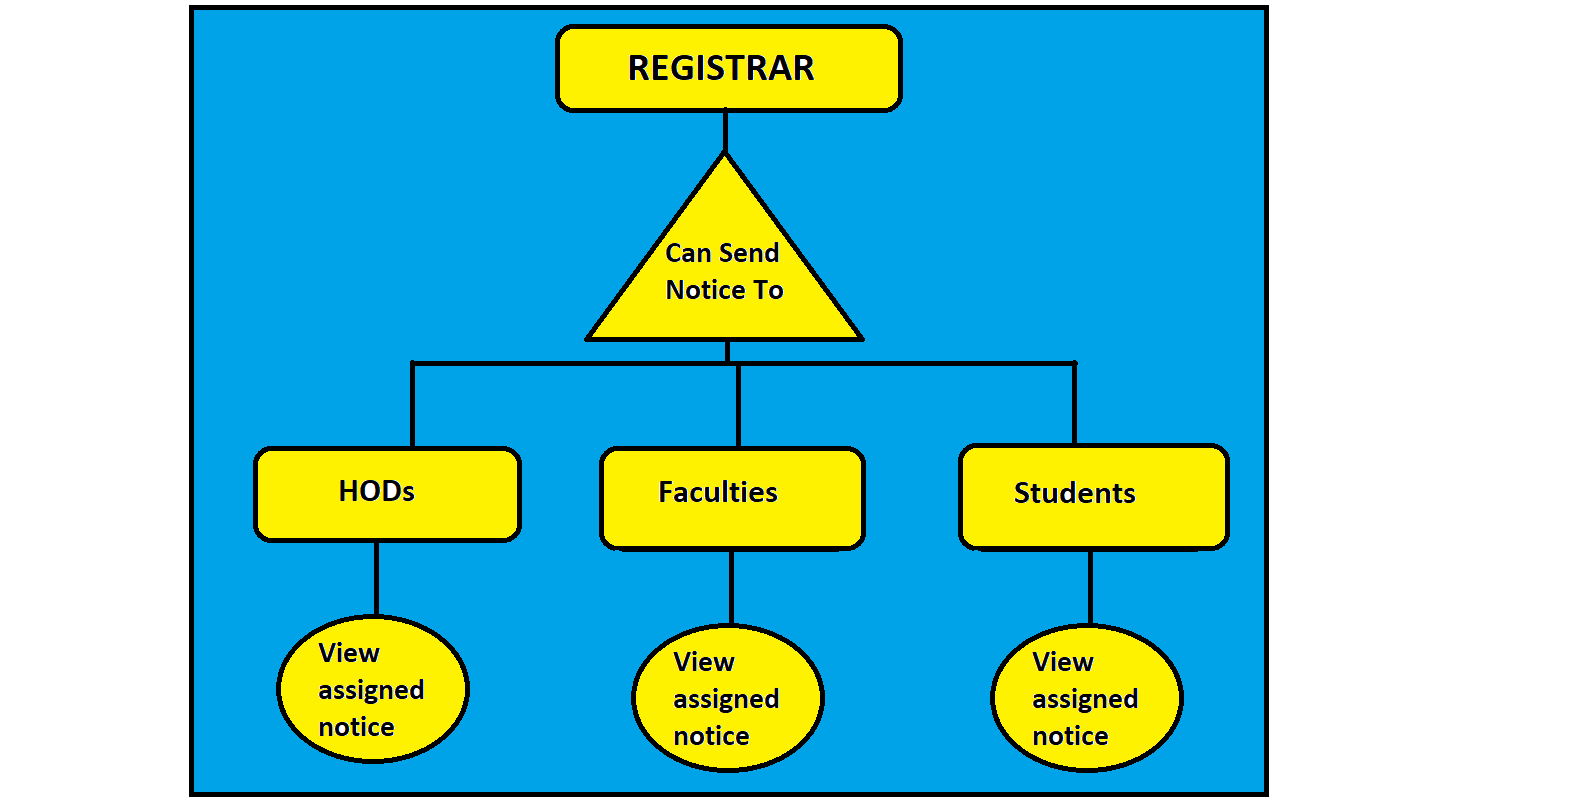 REGISTRAR
Can Send
Notice To
HODs
Faculties
Students
View
assigned
notice
View
assigned
notice
View
assigned
notice